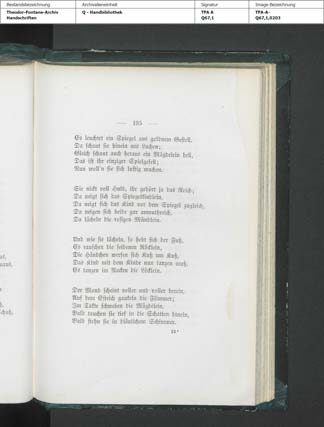 Bestandsbezeichnung
Archivalieneinheit
Signatur
Image-Bezeichnung
Theodor-Fontane-Archiv
Handschriften
Q - Handbibliothek
TFA A
Q67,1
TFA-A-
Q67,1,0203
— 195 —
Es leuchtet ein Spiegel aus goldnem Gestell,
Da schaut sie hinein mit Lachen;
Gleich schaut auch heraus ein Mägdelein hell,
Das ist ihr einziger Spielgesell;
Nun woll'n sie sich lustig machen.
Sie nickt voll Huld, ihr gehört ja das Reich;
Da neigt sich das Spiegelkindlein,
Da neigt sich das Kind vor dem Spiegel zugleich,
Da neigen sich beide gar anmuthreich,
Da lächeln die rosigen Mündlein.
Und wie sie lächeln, so hebt sich der Fuß,
Es rauschen die seidenen Röcklein,
Die Händchen werfen sich Kuß um Kuß,
Das Kind mit dem Kinde nun tanzen muß,
Es tanzen im Nacken die Löcklein.
Der Mond scheint voller und voller herein,
Auf dem Estrich gaukeln die Flimmer;
Im Takte schweben die Mägdelein,
Bald tauchen sie tief in die Schatten hinein,
Bald stehn sie in bläulichem Schimmer.